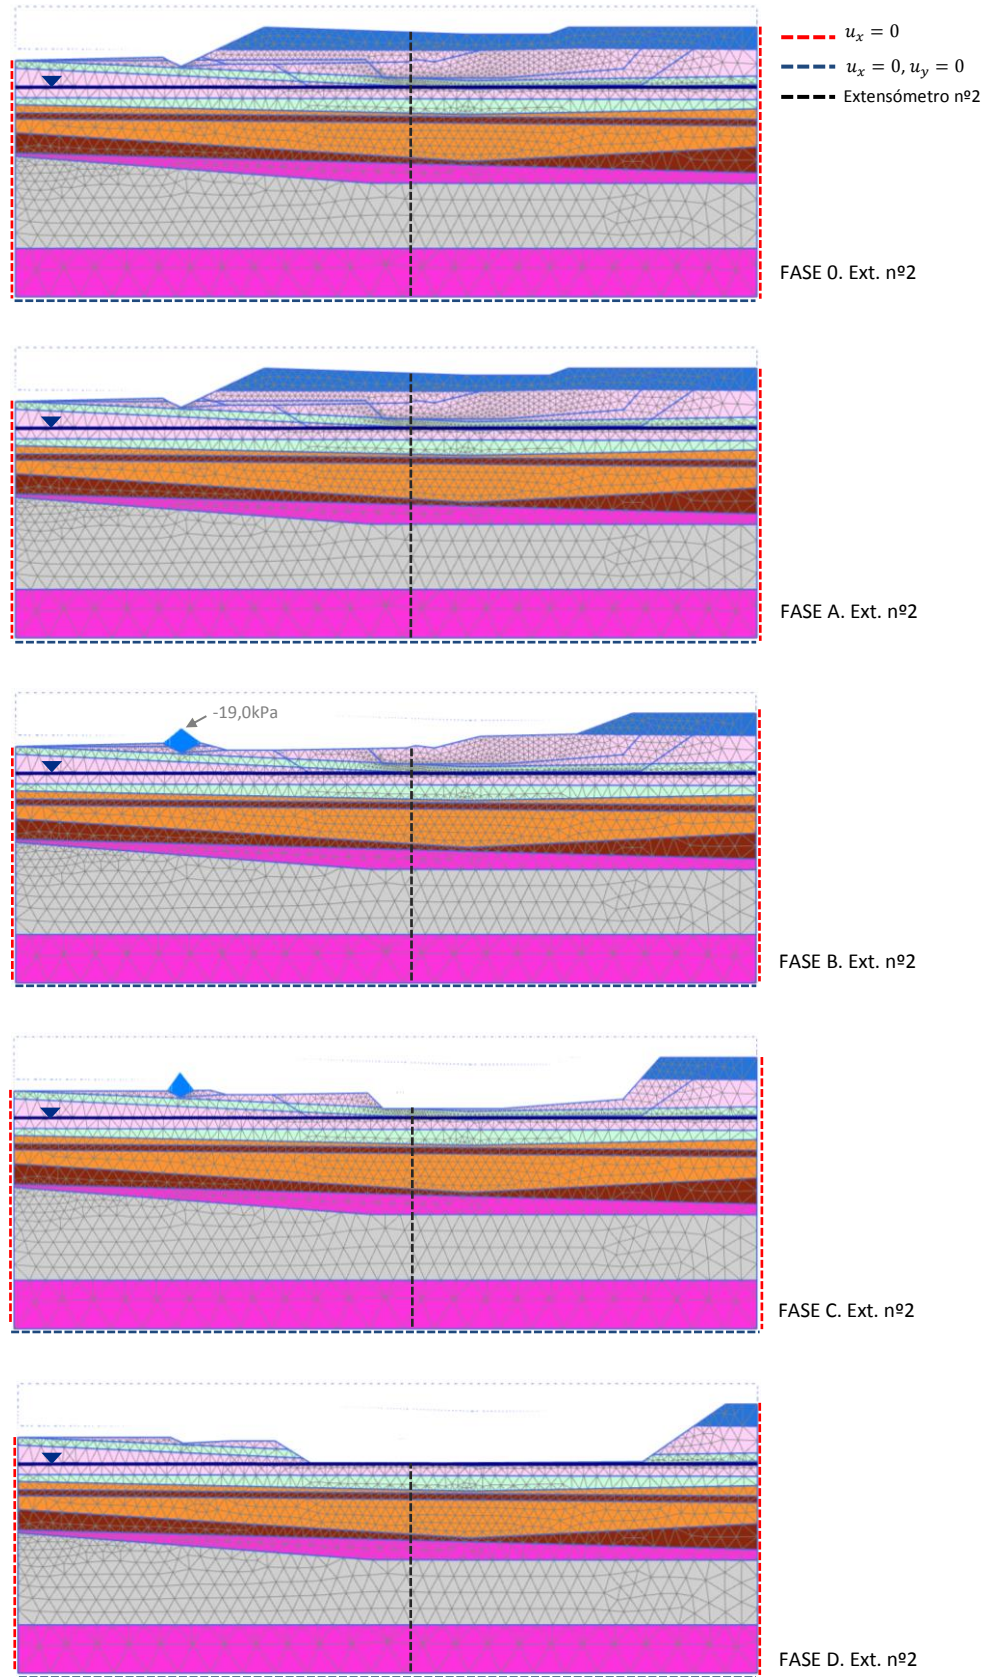 u_x = 0
u_x = 0, u_y = 0
Extensómetro nº2
FASE 0. Ext. nº2
FASE A. Ext. nº2
-19,0kPa
FASE B. Ext. nº2
FASE C. Ext. nº2
FASE D. Ext. nº2